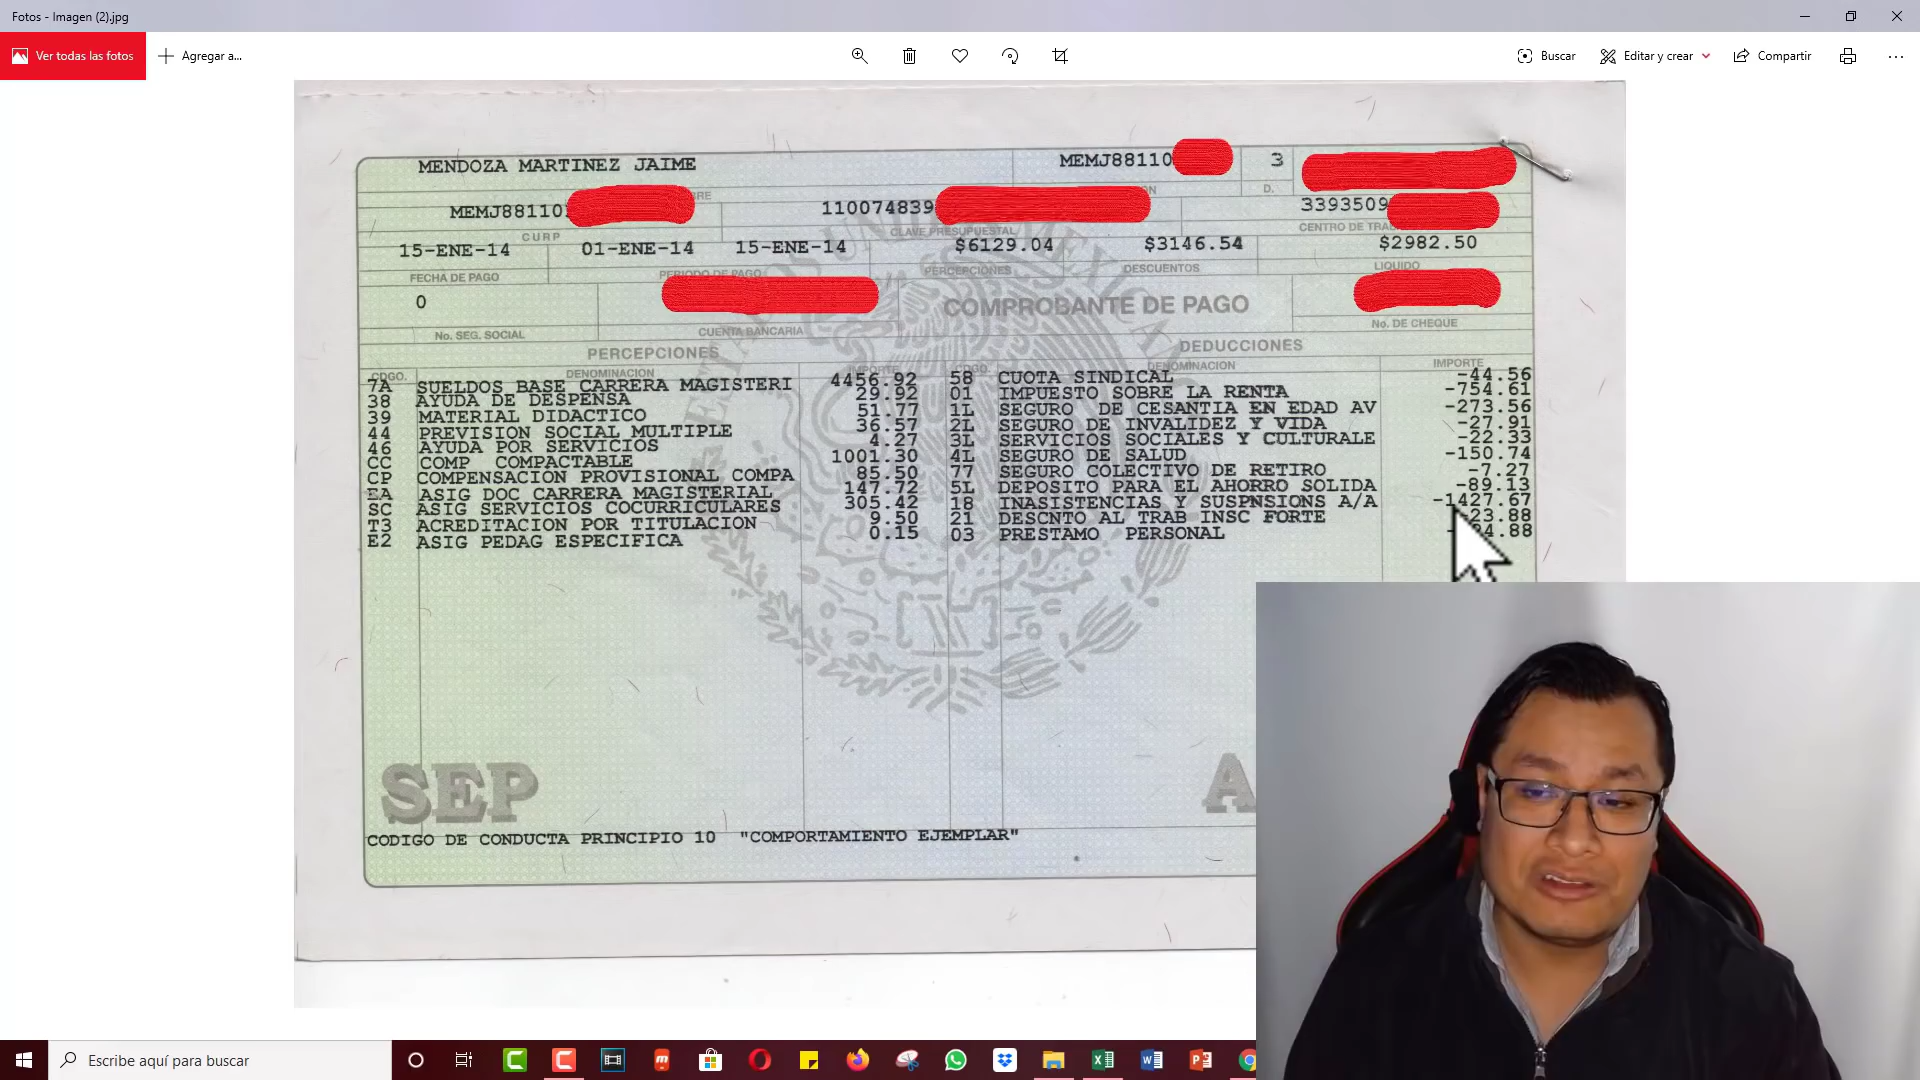 Fotos - Imagen (2).jpg
Ver todas las fotos
Agregar a...
Buscar
Editar y crear
Compartir
MENDOZA MARTINEZ JAIME
MEMJ88110
3
D.
MEMJ88110
110074839
3393509
CURP
CLAVE PRESUPUESTAL
CENTRO DE
15-ENE-14
01-ENE-14
15-ENE-14
$6129.04
$3146.54
$2982.50
FECHA DE PAGO
PERIODO DE PAGO
PERCEPCIONES
DESCUENTOS
LIQUIDO
0
COMPROBANTE DE PAGO
No. SEG. SOCIAL
CUENTA BANCARIA
No. DE CHEQUE
PERCEPCIONES
DEDUCCIONES
CDGO.
DENOMINACION
IMPORTE
CDGO.
DENOMINACION
IMPORTE
7A SUELDOS BASE CARRERA MAGISTERI 4456.92 58 CUOTA SINDICAL -44.56
38 AYUDA DE DESPENSA 29.92 01 IMPUESTO SOBRE LA RENTA -754.61
39 MATERIAL DIDACTICO 51.77 1L SEGURO DE CESANTIA EN EDAD AV -273.56
44 PREVISION SOCIAL MULTIPLE 36.57 2L SEGURO DE INVALIDEZ Y VIDA -27.91
46 AYUDA POR SERVICIOS 4.27 3L SERVICIOS SOCIALES Y CULTURALE -22.33
CC COMP COMPACTABLE 1001.30 4L SEGURO DE SALUD -150.74
CP COMPENSACION PROVISIONAL COMPA 85.50 77 SEGURO COLECTIVO DE RETIRO -7.27
EA ASIG DOC CARRERA MAGISTERIAL 147.72 5L DEPOSITO PARA EL AHORRO SOLIDA -89.13
SC ASIG SERVICIOS COCURRICULARES 305.42 18 INASISTENCIAS Y SUSPNSIONS A/A -1427.67
T3 ACREDITACION POR TITULACION 9.50 21 DESCNTO AL TRAB INSC FORTE 23.88
E2 ASIG PEDAG ESPECIFICA 0.15 03 PRESTAMO PERSONAL 4.88
ESTADOS UNIDOS MEXICANOS
SEP
A
CODIGO DE CONDUCTA PRINCIPIO 10 "COMPORTAMIENTO EJEMPLAR"
Escribe aquí para buscar